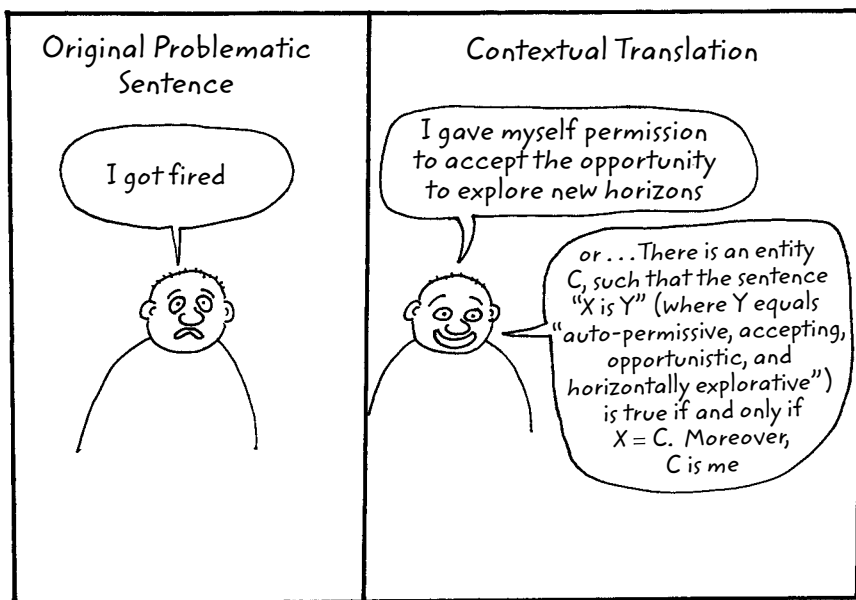 Original Problematic
Sentence
I got fired
Contextual Translation
I gave myself permission
to accept the opportunity
to explore new horizons
or ... There is an entity
C, such that the sentence
"X is Y" (where Y equals
"auto-permissive, accepting,
opportunistic, and
horizontally explorative")
is true if and only if
X = C. Moreover,
C is me